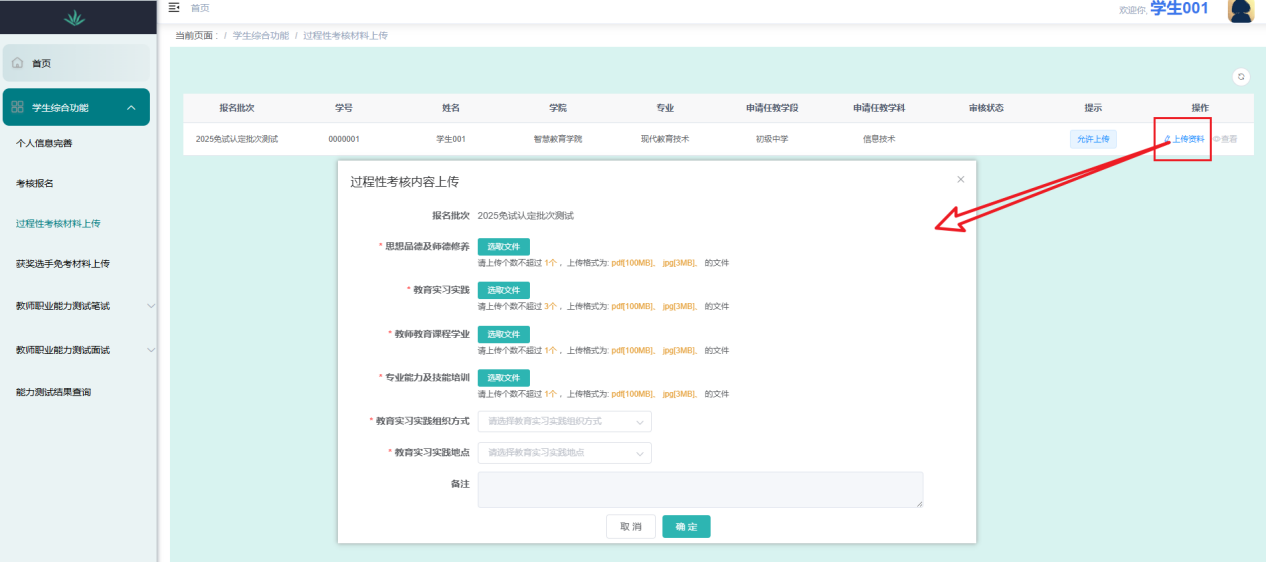 首页
欢迎你, 学生001
当前页面： / 学生综合功能 / 过程性考核材料上传
首页
学生综合功能
个人信息完善
考核报名
过程性考核材料上传
获奖选手免考材料上传
教师职业能力测试笔试
教师职业能力测试面试
能力测试结果查询
报名批次 学号 姓名 学院 专业 申请任教学段 申请任教学科 审核状态 提示 操作
2025免试认定批次测试 0000001 学生001 智慧教育学院 现代教育技术 初级中学 信息技术 允许上传 上传资料 查看
过程性考核内容上传
报名批次 2025免试认定批次测试
* 思想品德及师德修养 选取文件
请上传个数不超过 1个 ，上传格式为: pdf[100MB]、 jpg[3MB]、 的文件
* 教育实习实践 选取文件
请上传个数不超过 3个 ，上传格式为: pdf[100MB]、 jpg[3MB]、 的文件
* 教师教育课程学业 选取文件
请上传个数不超过 1个 ，上传格式为: pdf[100MB]、 jpg[3MB]、 的文件
* 专业能力及技能培训 选取文件
请上传个数不超过 1个 ，上传格式为: pdf[100MB]、 jpg[3MB]、 的文件
* 教育实习实践组织方式 请选择教育实习实践组织方式
* 教育实习实践地点 请选择教育实习实践地点
备注
取 消 确 定